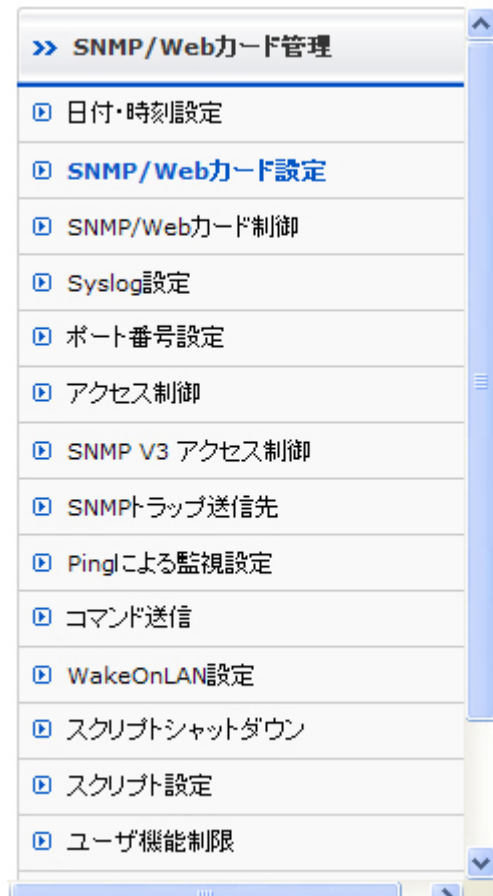 >> SNMP/Webカード管理
日付・時刻設定
SNMP/Webカード設定
SNMP/Webカード制御
Syslog設定
ポート番号設定
アクセス制御
SNMP V3 アクセス制御
SNMPトラップ送信先
Pingによる監視設定
コマンド送信
WakeOnLAN設定
スクリプトシャットダウン
スクリプト設定
ユーザ機能制限